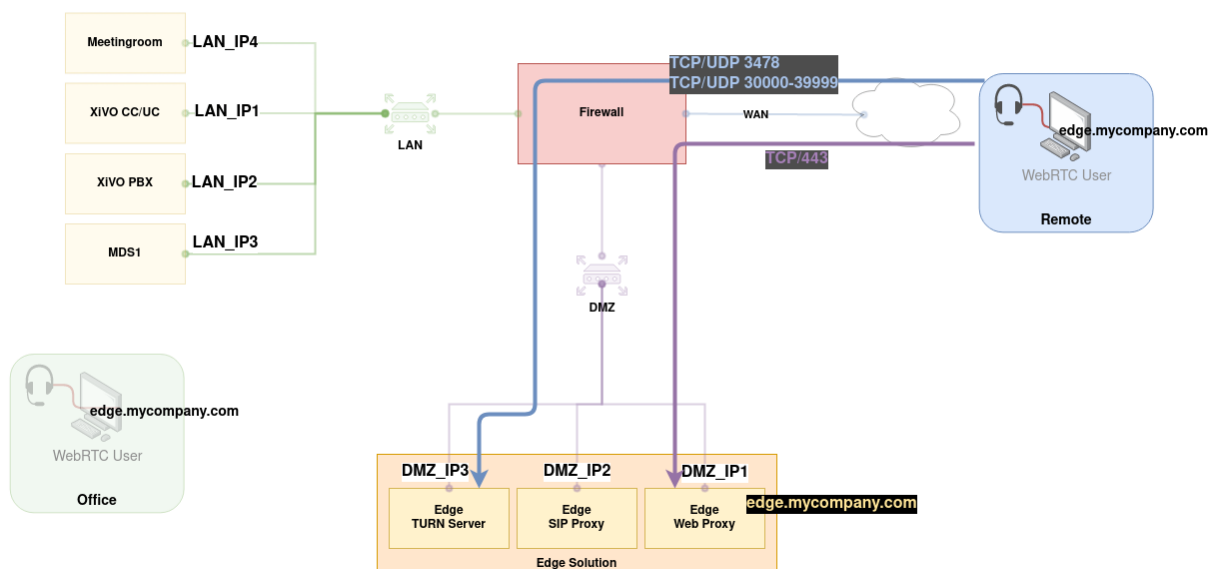 Meetingroom
LAN_IP4
XiVO CC/UC
LAN_IP1
XiVO PBX
LAN_IP2
MDS1
LAN_IP3
LAN
Firewall
TCP/UDP 3478
TCP/UDP 30000-39999
WAN
TCP/443
edge.mycompany.com
WebRTC User
Remote
DMZ
edge.mycompany.com
WebRTC User
Office
DMZ_IP3
DMZ_IP2
DMZ_IP1
Edge
TURN Server
Edge
SIP Proxy
Edge
Web Proxy
edge.mycompany.com
Edge Solution